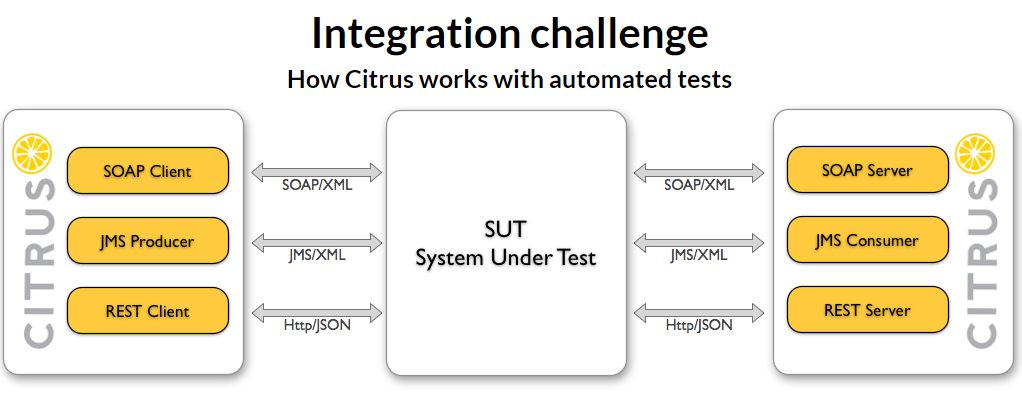 Integration challenge
How Citrus works with automated tests
CITRUS
SOAP Client
JMS Producer
REST Client
SOAP/XML
JMS/XML
Http/JSON
SUT
System Under Test
SOAP/XML
JMS/XML
Http/JSON
SOAP Server
JMS Consumer
REST Server
CITRUS